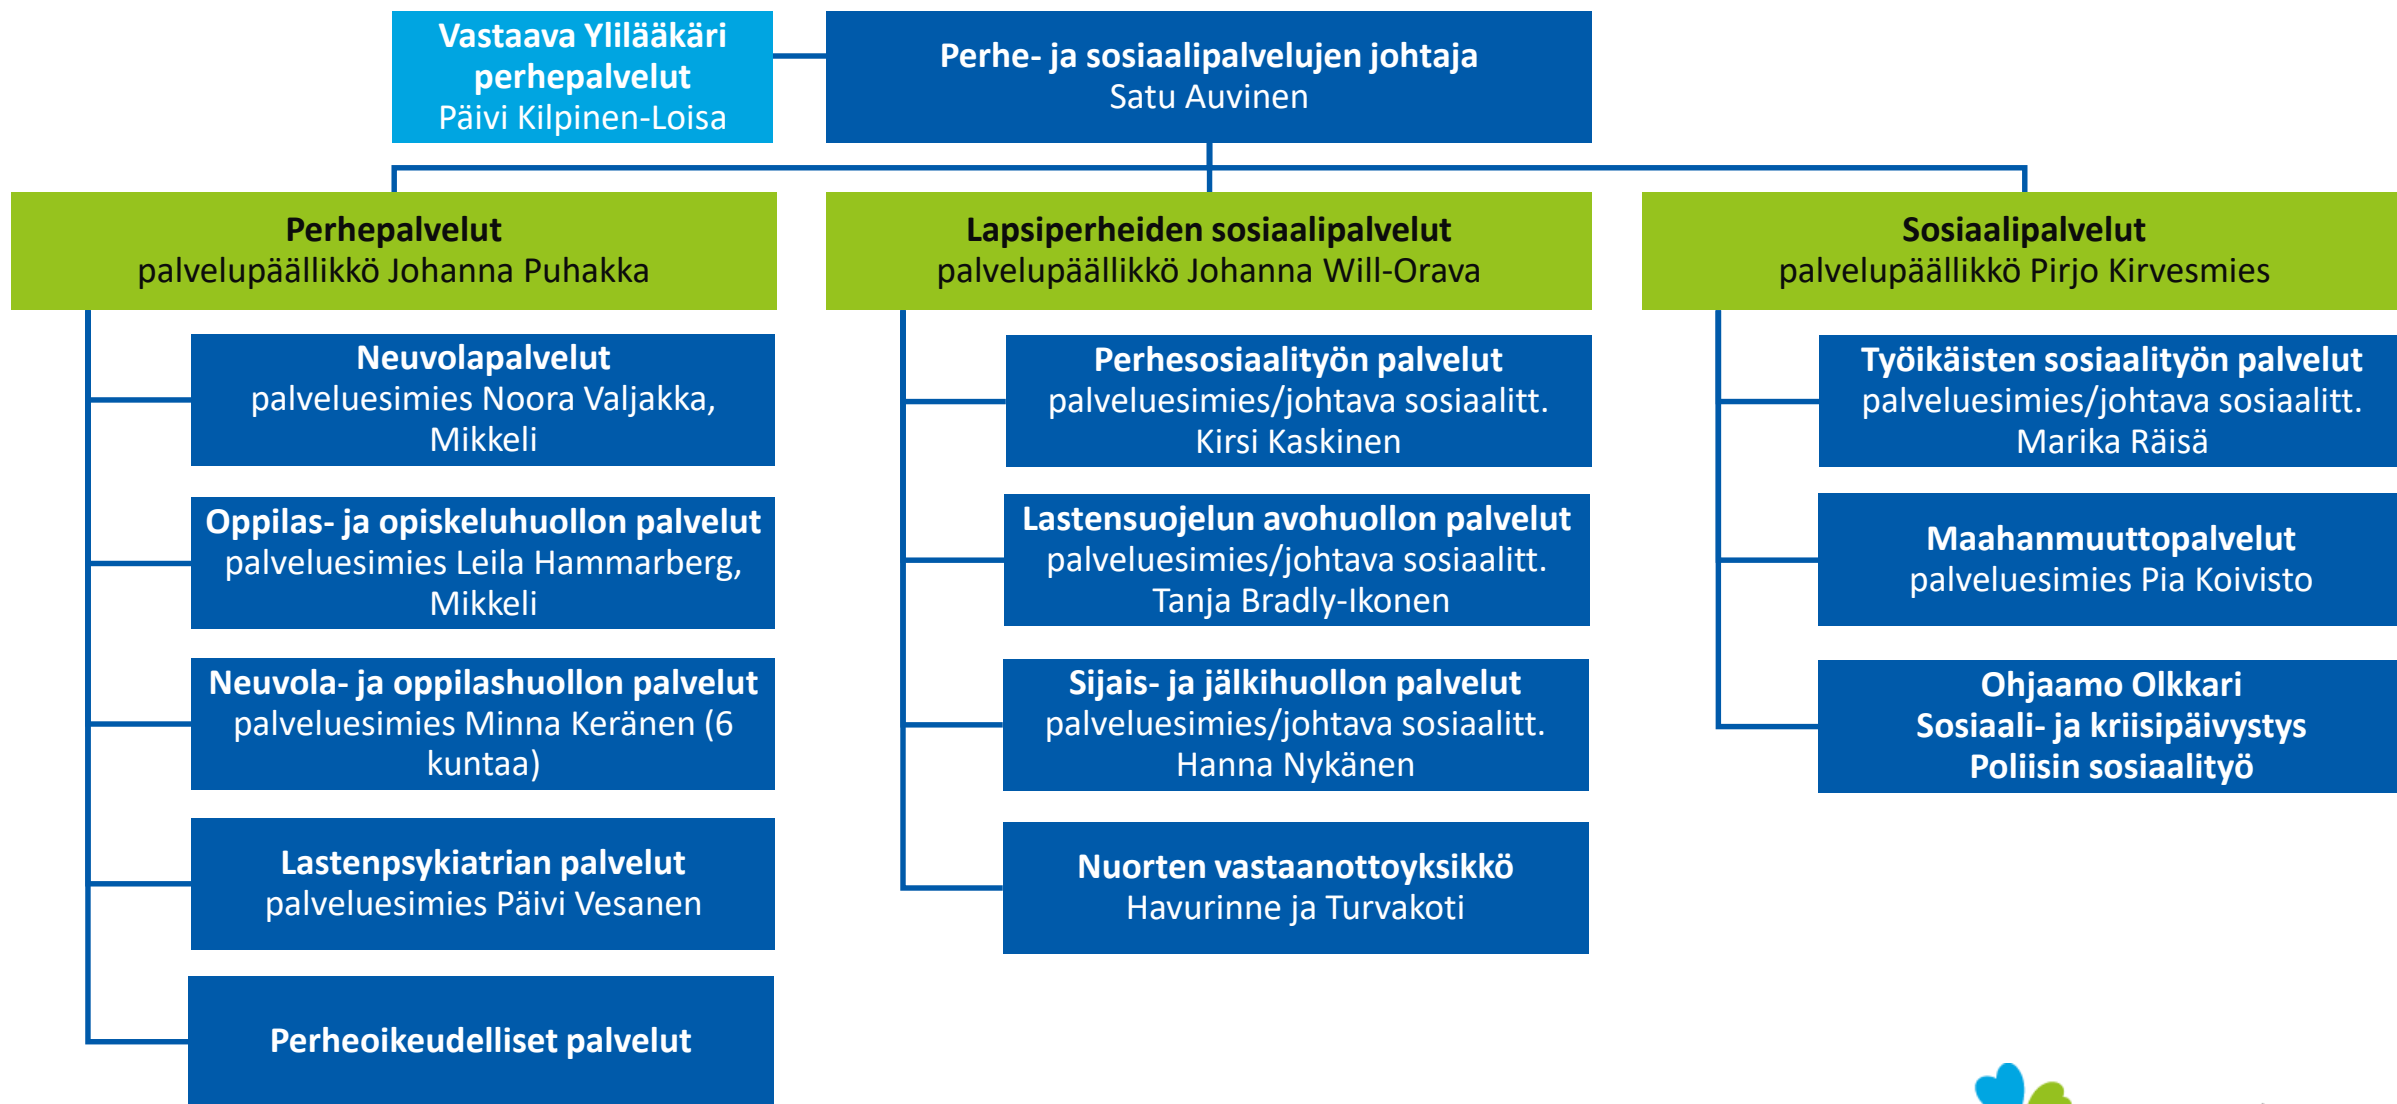 Vastaava Ylilääkäri
perhepalvelut
Päivi Kilpinen-Loisa
Perhe- ja sosiaalipalvelujen johtaja
Satu Auvinen
Perhepalvelut
palvelupäällikkö Johanna Puhakka
Neuvolapalvelut
palveluesimies Noora Valjakka,
Mikkeli
Oppilas- ja opiskeluhuollon palvelut
palveluesimies Leila Hammarberg,
Mikkeli
Neuvola- ja oppilashuollon palvelut
palveluesimies Minna Keränen (6
kuntaa)
Lastenpsykiatrian palvelut
palveluesimies Päivi Vesanen
Perheoikeudelliset palvelut
Lapsiperheiden sosiaalipalvelut
palvelupäällikkö Johanna Will-Orava
Perhesosiaalityön palvelut
palveluesimies/johtava sosiaalitt.
Kirsi Kaskinen
Lastensuojelun avohuollon palvelut
palveluesimies/johtava sosiaalitt.
Tanja Bradly-Ikonen
Sijais- ja jälkihuollon palvelut
palveluesimies/johtava sosiaalitt.
Hanna Nykänen
Nuorten vastaanottoyksikkö
Havurinne ja Turvakoti
Sosiaalipalvelut
palvelupäällikkö Pirjo Kirvesmies
Työikäisten sosiaalityön palvelut
palveluesimies/johtava sosiaalitt.
Marika Räisä
Maahanmuuttopalvelut
palveluesimies Pia Koivisto
Ohjaamo Olkkari
Sosiaali- ja kriisipäivystys
Poliisin sosiaalityö